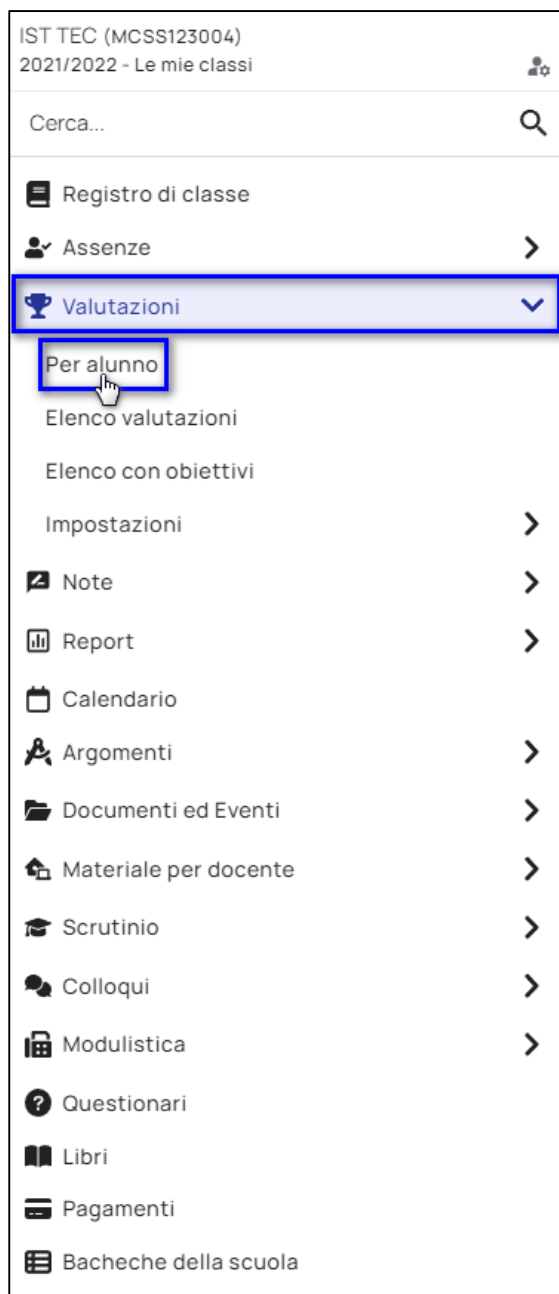 IST TEC (MCSS123004)
2021/2022 - Le mie classi
Cerca...
Registro di classe
Assenze
Valutazioni
Per alunno
Elenco valutazioni
Elenco con obiettivi
Impostazioni
Note
Report
Calendario
Argomenti
Documenti ed Eventi
Materiale per docente
Scrutinio
Colloqui
Modulistica
Questionari
Libri
Pagamenti
Bacheche della scuola